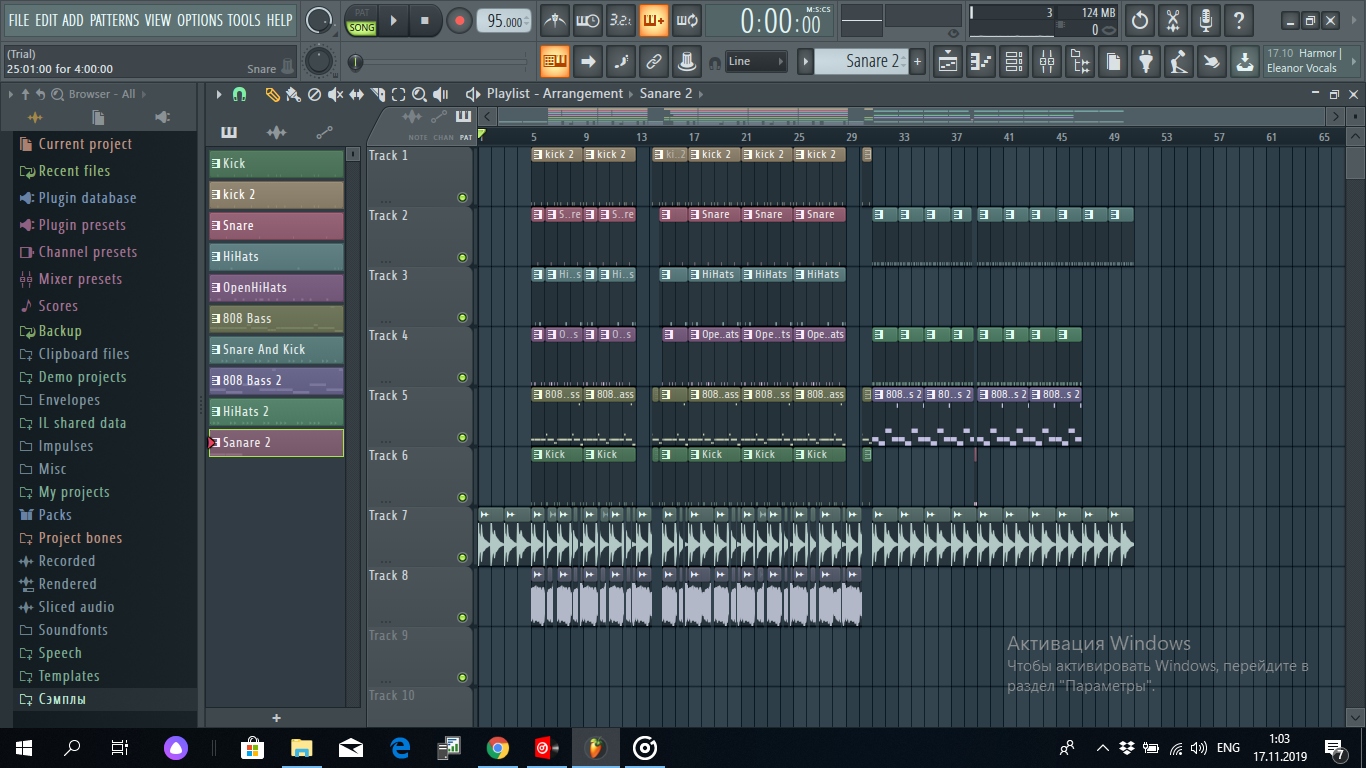 FILE EDIT ADD PATTERNS VIEW OPTIONS TOOLS HELP
PAT
SONG
95.000
3.2
0:00:00
M:S:CS
3
124 MB
0
(Trial)
25:01:00 for 4:00:00
Snare
Line
Sanare 2
17.10 Harmor |
Eleanor Vocals
Browser - All
Playlist - Arrangement
Sanare 2
NOTE CHAN PAT
5 9 13 17 21 25 29 33 37 41 45 49 53 57 61 65
Current project
Recent files
Plugin database
Plugin presets
Channel presets
Mixer presets
Scores
Backup
Clipboard files
Demo projects
Envelopes
IL shared data
Impulses
Misc
My projects
Packs
Project bones
Recorded
Rendered
Sliced audio
Soundfonts
Speech
Templates
Сэмплы
Kick
kick 2
Snare
HiHats
OpenHiHats
808 Bass
Snare And Kick
808 Bass 2
HiHats 2
Sanare 2
+
Track 1
kick 2 kick 2 ki..2 kick 2 kick 2 kick 2
Track 2
S..re S..re Snare Snare Snare
Track 3
Hi..s Hi..s HiHats HiHats HiHats
Track 4
O..s O..s Ope..ats Ope..ts Ope..ats
Track 5
808..ss 808..ass 808..ass 808..ss 808..ass 808..s 2 80..s 2 808..s 2 808..s 2
Track 6
Kick Kick Kick Kick Kick
Track 7
Track 8
Track 9
Track 10
Активация Windows
Чтобы активировать Windows, перейдите в
раздел "Параметры".
ENG
1:03
17.11.2019
7